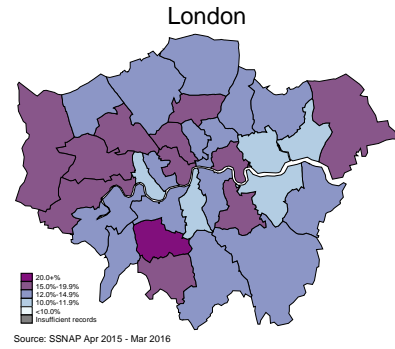 London
20.0+%
15.0%-19.9%
12.0%-14.9%
10.0%-11.9%
<10.0%
Insufficient records
Source: SSNAP Apr 2015 - Mar 2016